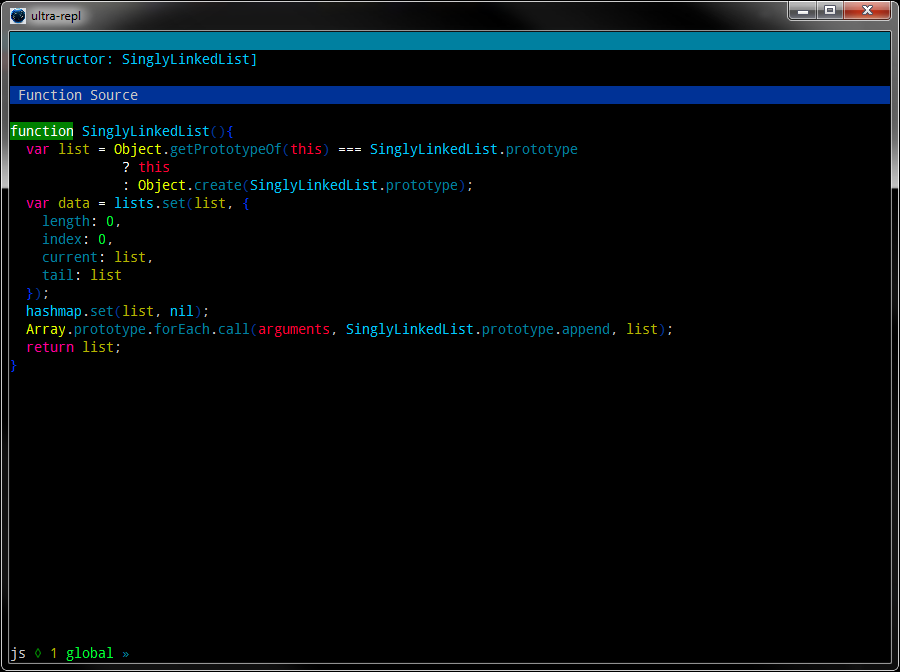 ultra-repl
[Constructor: SinglyLinkedList]
Function Source
function SinglyLinkedList(){
  var list = Object.getPrototypeOf(this) === SinglyLinkedList.prototype
              ? this
              : Object.create(SinglyLinkedList.prototype);
  var data = lists.set(list, {
    length: 0,
    index: 0,
    current: list,
    tail: list
  });
  hashmap.set(list, nil);
  Array.prototype.forEach.call(arguments, SinglyLinkedList.prototype.append, list);
  return list;
}
js ◊ 1 global »